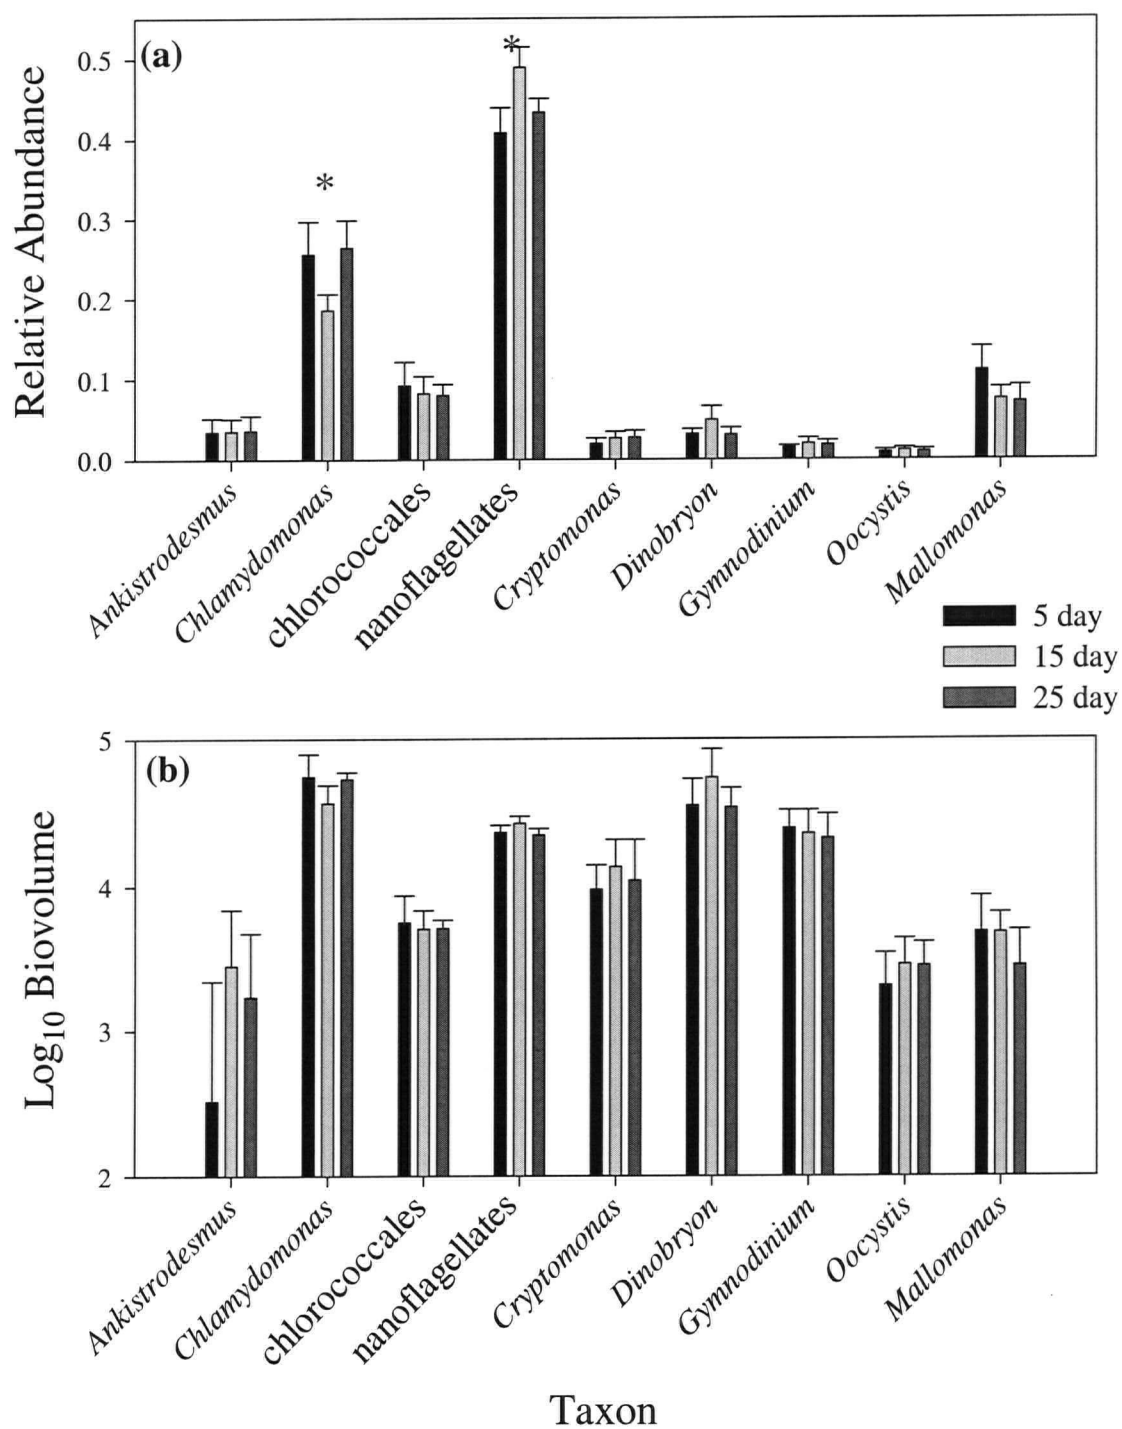 (a)
*
*
Relative Abundance
0.5
0.4
0.3
0.2
0.1
0.0
Ankistrodesmus
Chlamydomonas
chlorococcales
nanoflagellates
Cryptomonas
Dinobryon
Gymnodinium
Oocystis
Mallomonas
5 day
15 day
25 day
(b)
Log10 Biovolume
5
4
3
2
Ankistrodesmus
Chlamydomonas
chlorococcales
nanoflagellates
Cryptomonas
Dinobryon
Gymnodinium
Oocystis
Mallomonas
Taxon